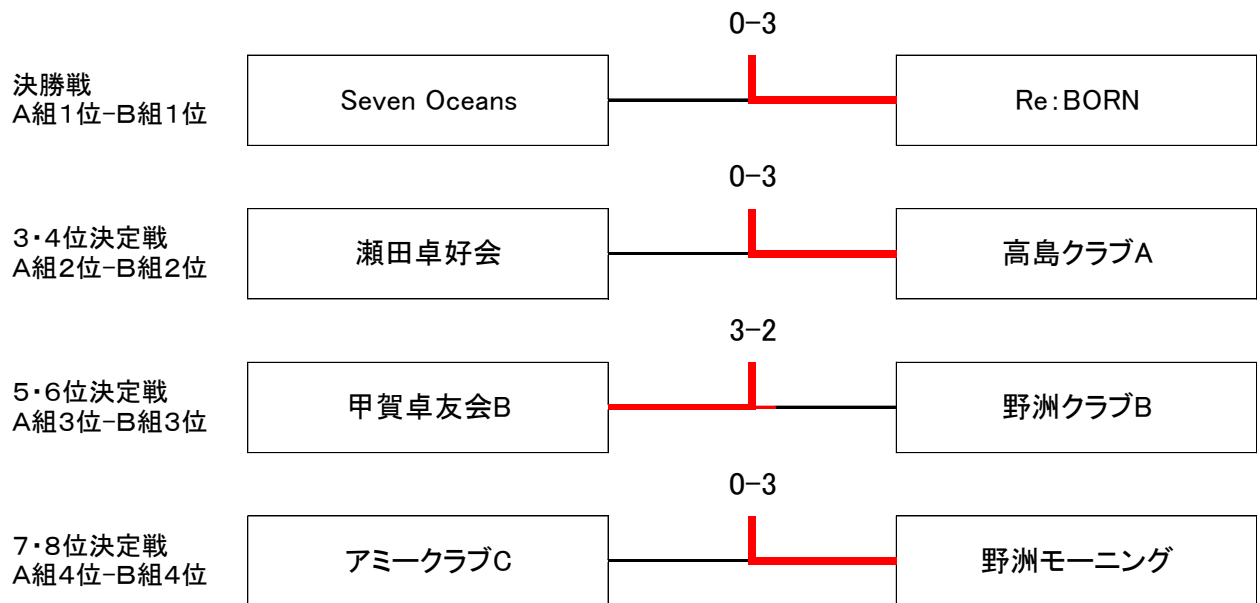 0-3
決勝戦
A組1位-B組1位
Seven Oceans
Re:BORN
0-3
3・4位決定戦
A組2位-B組2位
瀬田卓好会
高島クラブA
3-2
5・6位決定戦
A組3位-B組3位
甲賀卓友会B
野洲クラブB
0-3
7・8位決定戦
A組4位-B組4位
アミークラブC
野洲モーニング